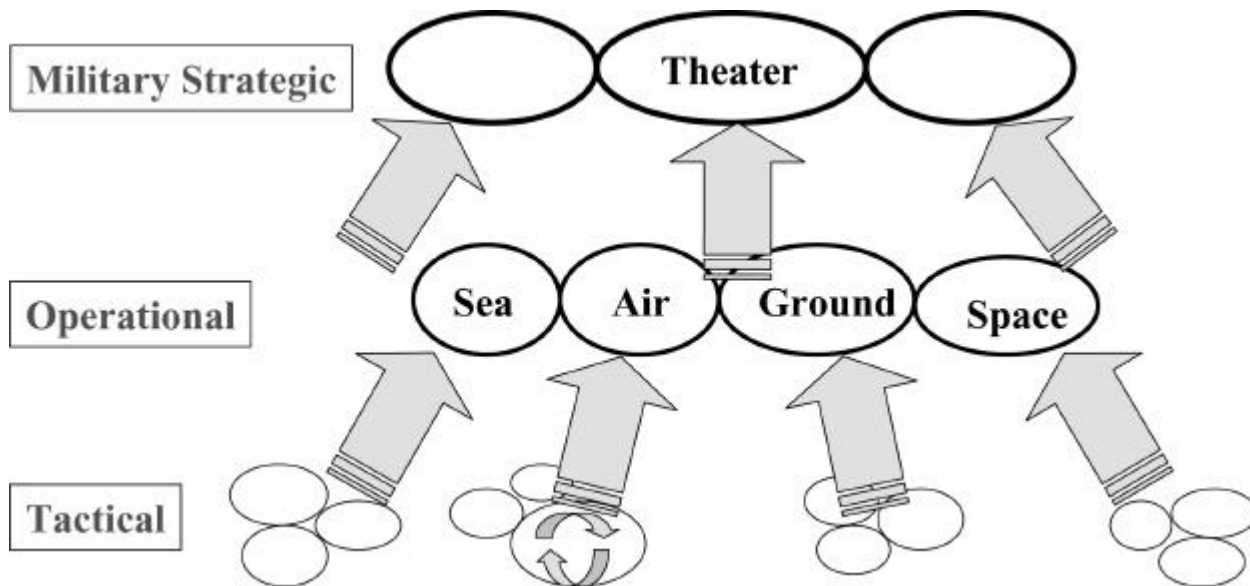 Military Strategic
Theater
Operational
Sea
Air
Ground
Space
Tactical